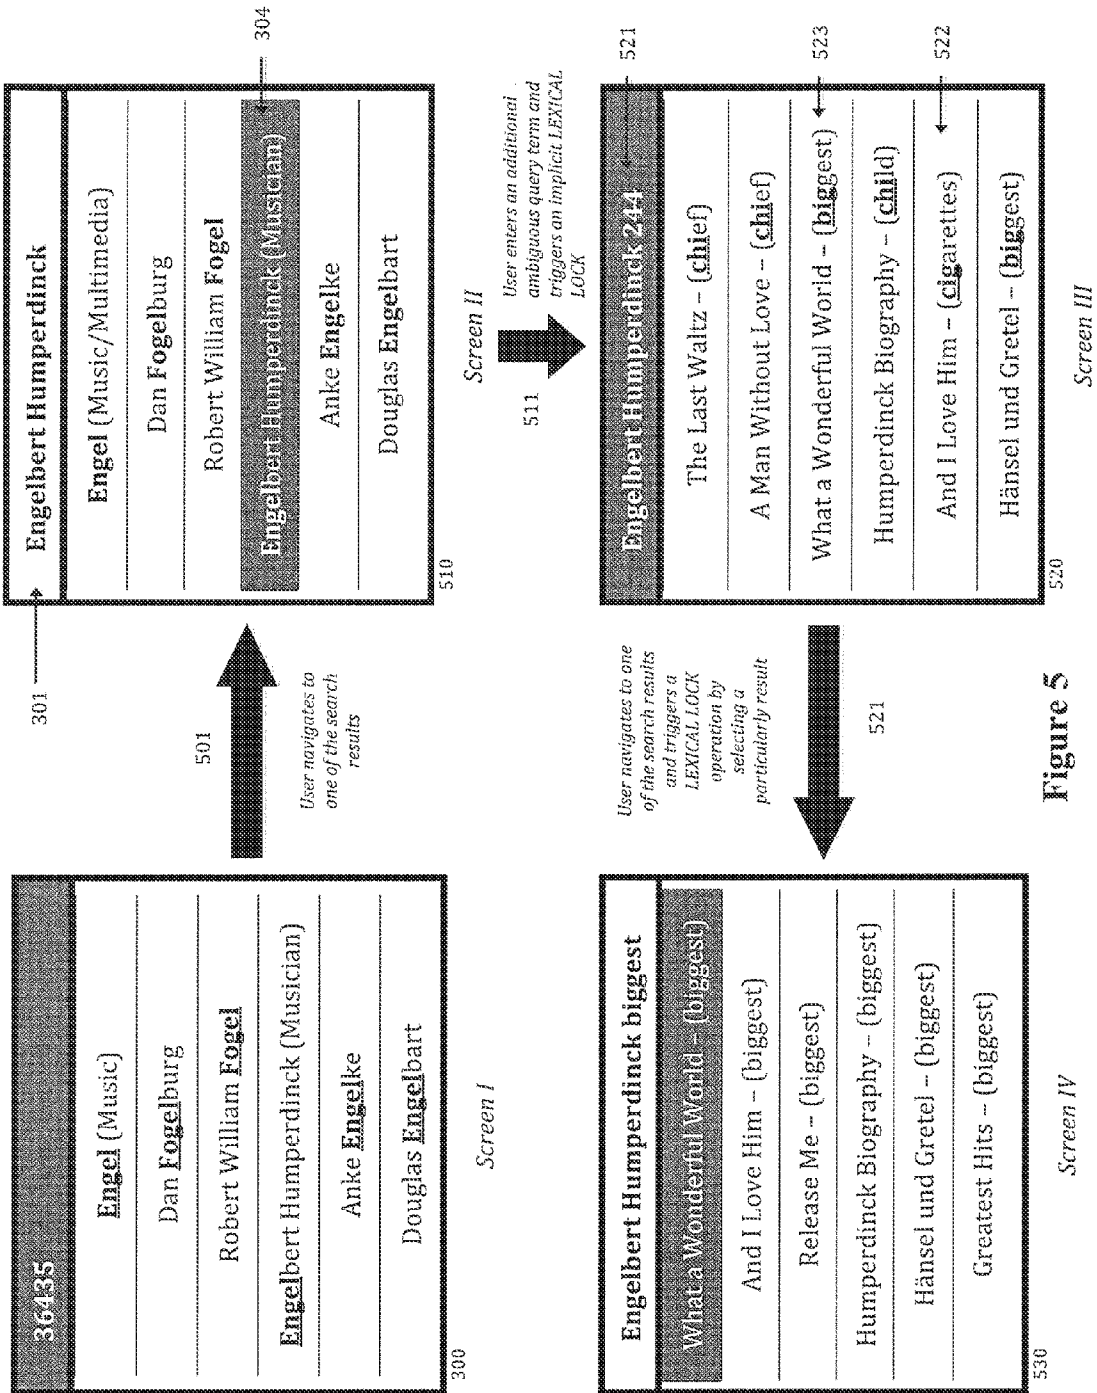 36435
Engel (Music)
Dan Fogelburg
Robert William Fogel
Engelbert Humperdinck (Musician)
Anke Engelke
Douglas Engelbart
300
Screen I
501
User navigates to
one of the search
results
301
Engelbert Humperdinck
Engel (Music/Multimedia)
Dan Fogelburg
Robert William Fogel
Engelbert Humperdinck (Musician)
Anke Engelke
Douglas Engelbart
304
510
Screen II
511
User enters an additional
ambiguous query term and
triggers an implicit LEXICAL
LOCK
Engelbert Humperdinck 244
The Last Waltz – (chief)
A Man Without Love – (chief)
What a Wonderful World – (biggest)
Humperdinck Biography – (child)
And I Love Him – (cigarettes)
Hänsel und Gretel – (biggest)
521
523
522
520
Screen III
User navigates to one
of the search results
and triggers a
LEXICAL LOCK
operation by
selecting a
particularly result
521
Engelbert Humperdinck biggest
What a Wonderful World – (biggest)
And I Love Him – (biggest)
Release Me – (biggest)
Humperdinck Biography – (biggest)
Hänsel und Gretel – (biggest)
Greatest Hits – (biggest)
530
Screen IV
Figure 5